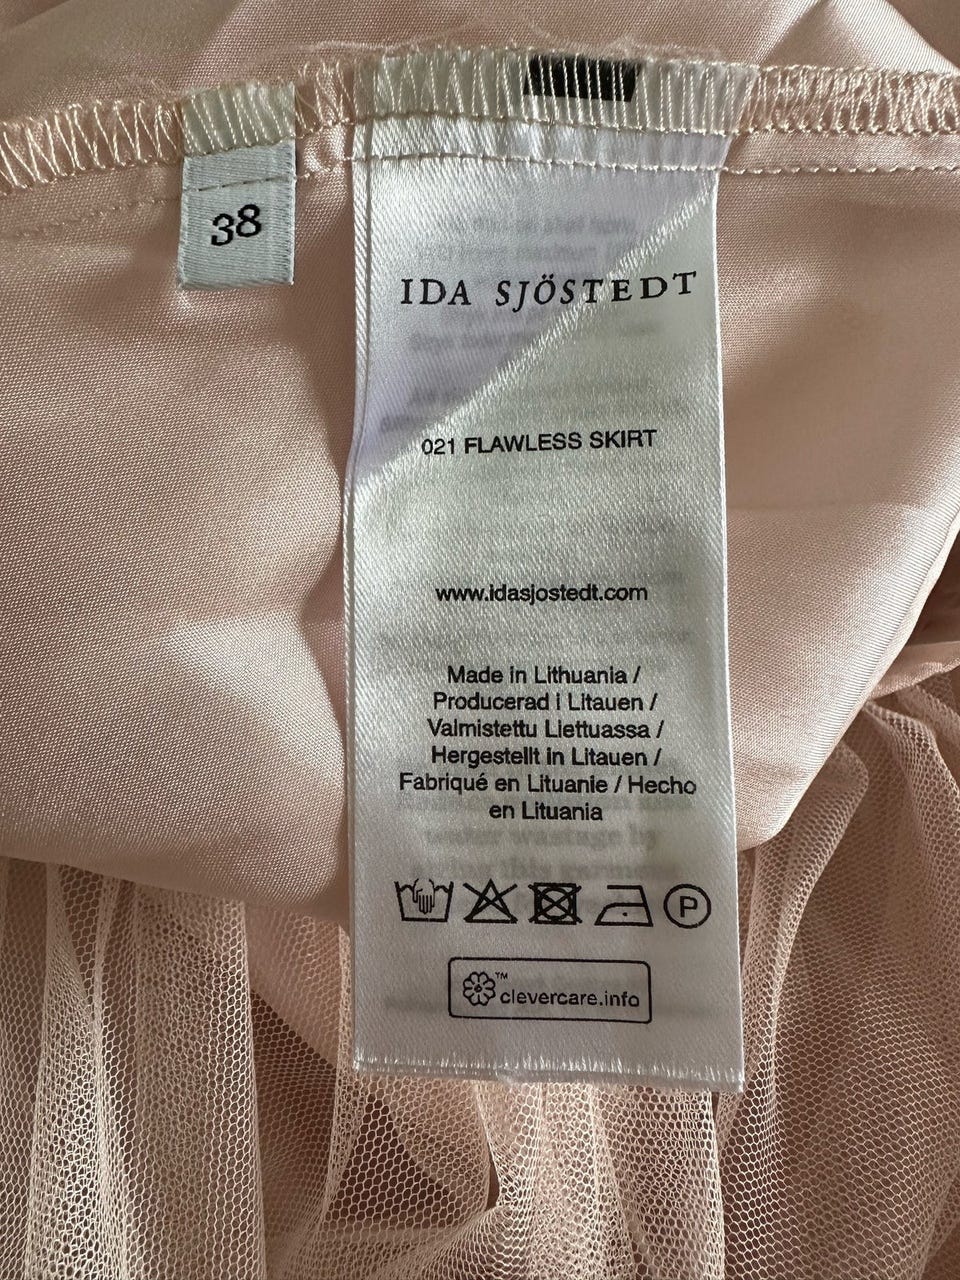 38
IDA SJÖSTEDT
021 FLAWLESS SKIRT
www.idasjostedt.com
Made in Lithuania /
Producerad i Litauen /
Valmistettu Liettuassa /
Hergestellt in Litauen /
Fabriqué en Lituanie / Hecho
en Lituania
P
™ clevercare.info